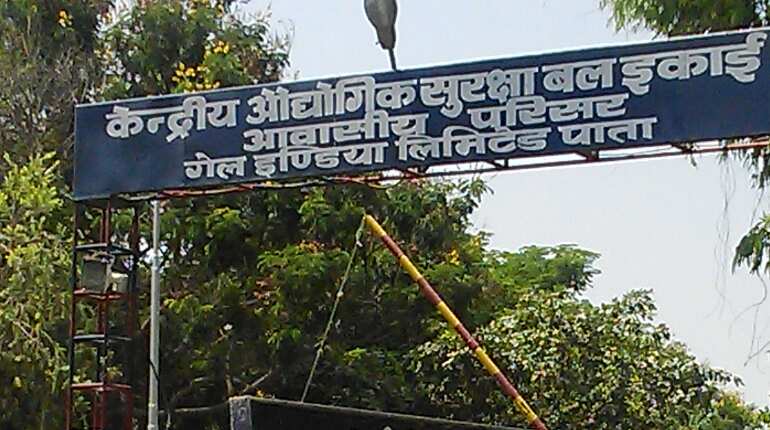 केन्द्रीय औद्योगिक सुरक्षा बल इकाई
आवासीय परिसर
गेल इण्डिया लिमिटेड पाता